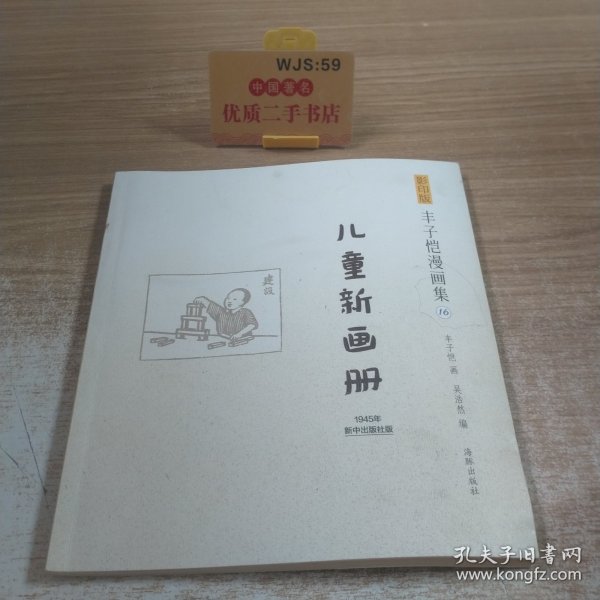 WJS:59
中国著名
优质二手书店
影印版
丰子恺漫画集
16
丰子恺 画 吴浩然 编
海豚出版社
儿童新画册
1945年
新中出版社版
建设
孔夫子旧书网
www.kongfz.com